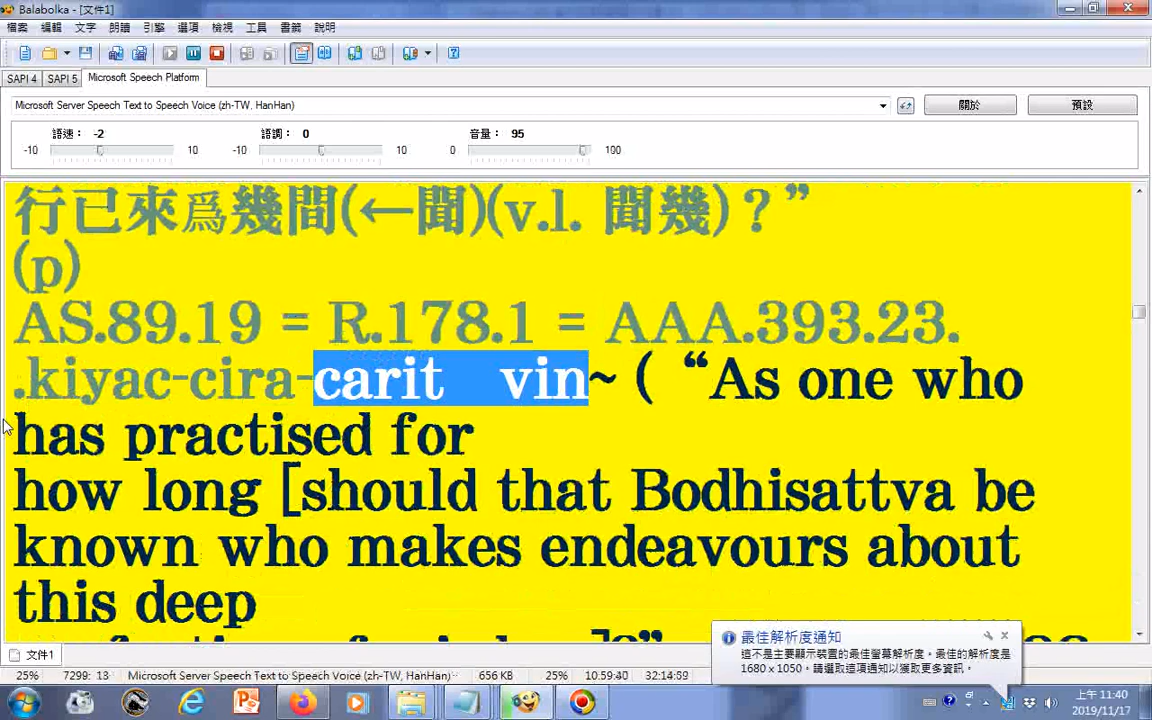 Balabolka - [文件1]
檔案 編輯 文字 朗讀 引擎 選項 檢視 工具 書籤 說明
SAPI 4 SAPI 5 Microsoft Speech Platform
Microsoft Server Speech Text to Speech Voice (zh-TW, HanHan) 關於 預設
語速： -2 語調： 0 音量： 95
-10 10 -10 10 0 100
行已來爲幾間(←聞)(v.l. 聞幾)？”
(p)
AS.89.19 = R.178.1 = AAA.393.23.
.kiyac-cira-carit vin~ ( “As one who
has practised for
how long [should that Bodhisattva be
known who makes endeavours about
this deep
文件1
最佳解析度通知
這不是主要顯示裝置的最佳螢幕解析度。最佳的解析度是
1680 x 1050。請選取這項通知以獲取更多資訊。
25% 7299: 13 Microsoft Server Speech Text to Speech Voice (zh-TW, HanHan)·· 656 KB 25% 10:59:40 32:14:59
上午 11:40
2019/11/17